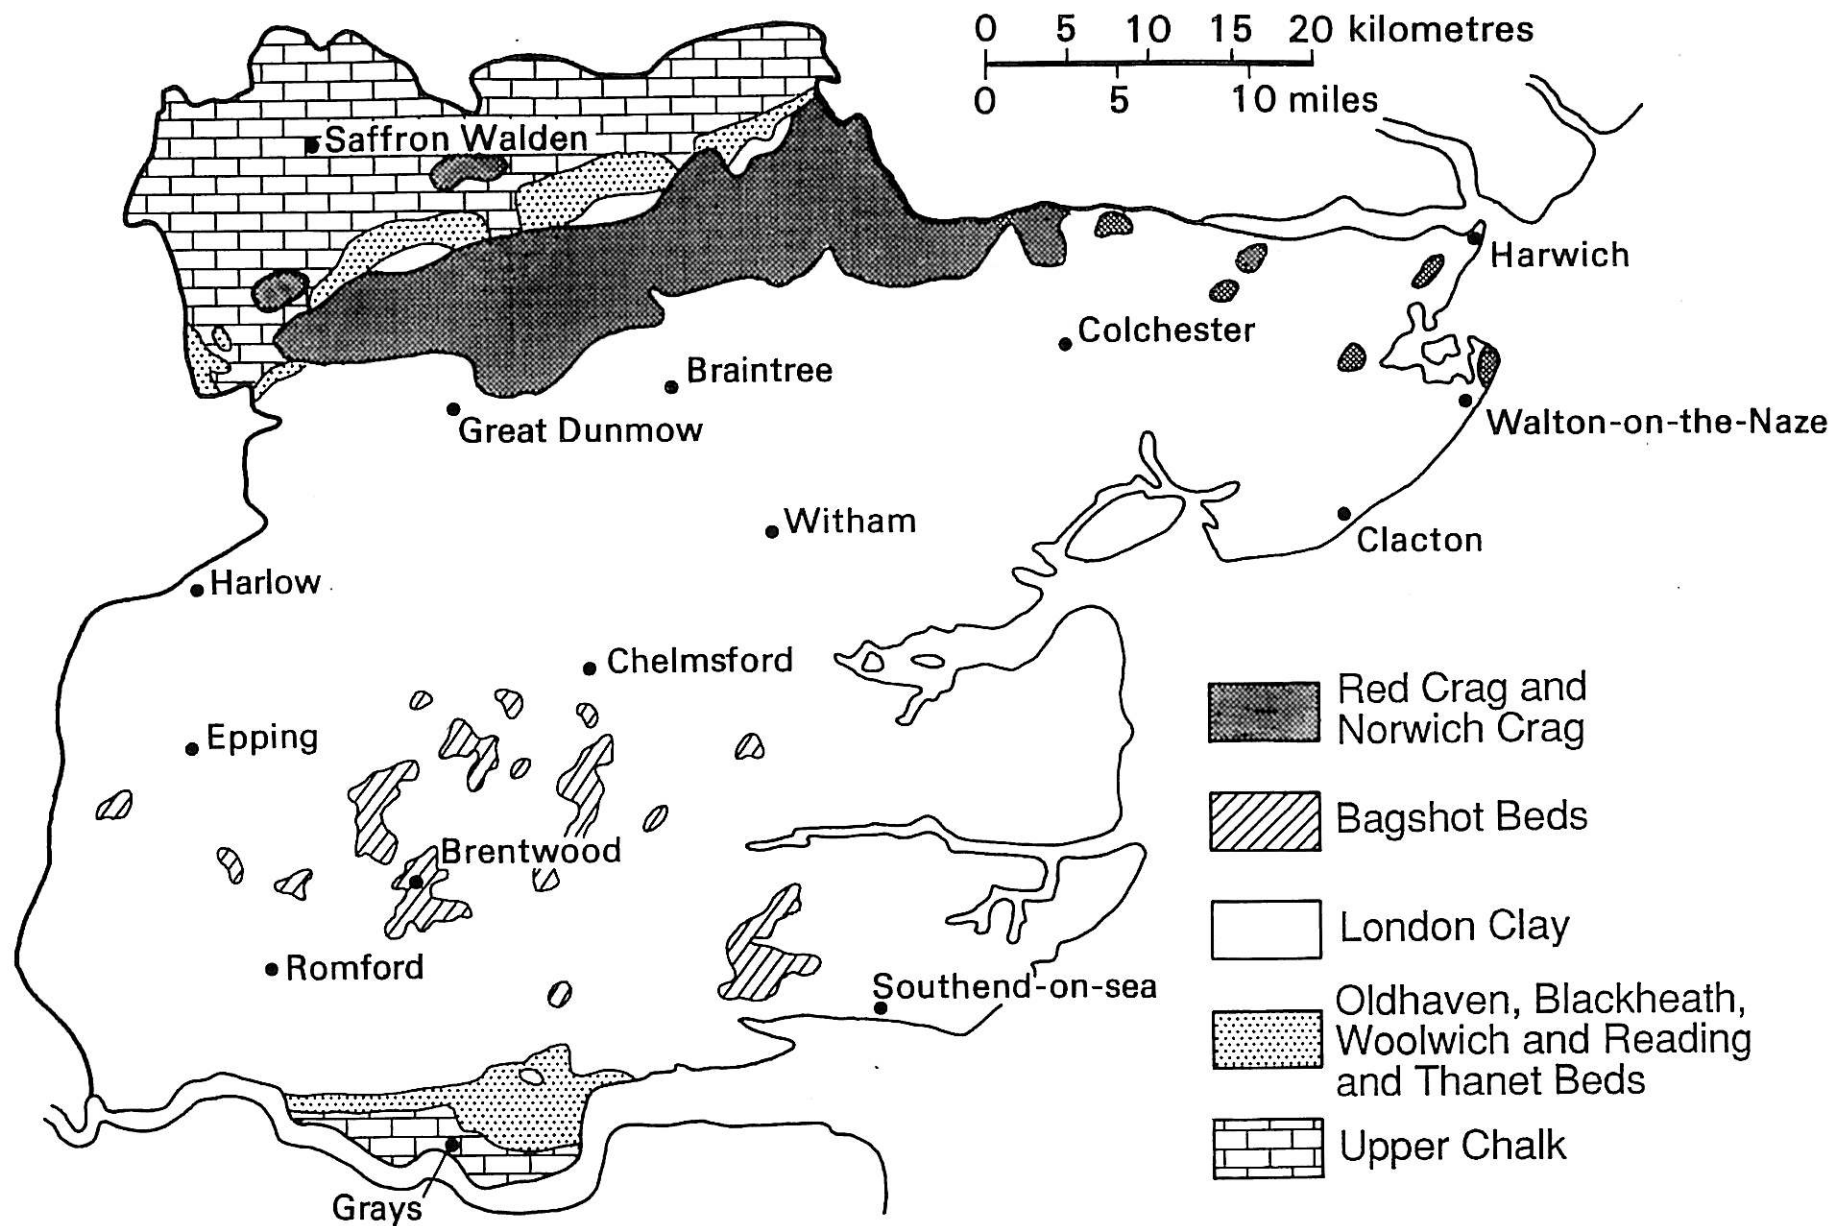 0 5 10 15 20 kilometres
0 5 10 miles
Saffron Walden
Harwich
Colchester
Braintree
Walton-on-the-Naze
Great Dunmow
Witham
Clacton
Harlow
Chelmsford
Epping
Brentwood
Romford
Southend-on-sea
Grays
Red Crag and
Norwich Crag
Bagshot Beds
London Clay
Oldhaven, Blackheath,
Woolwich and Reading
and Thanet Beds
Upper Chalk